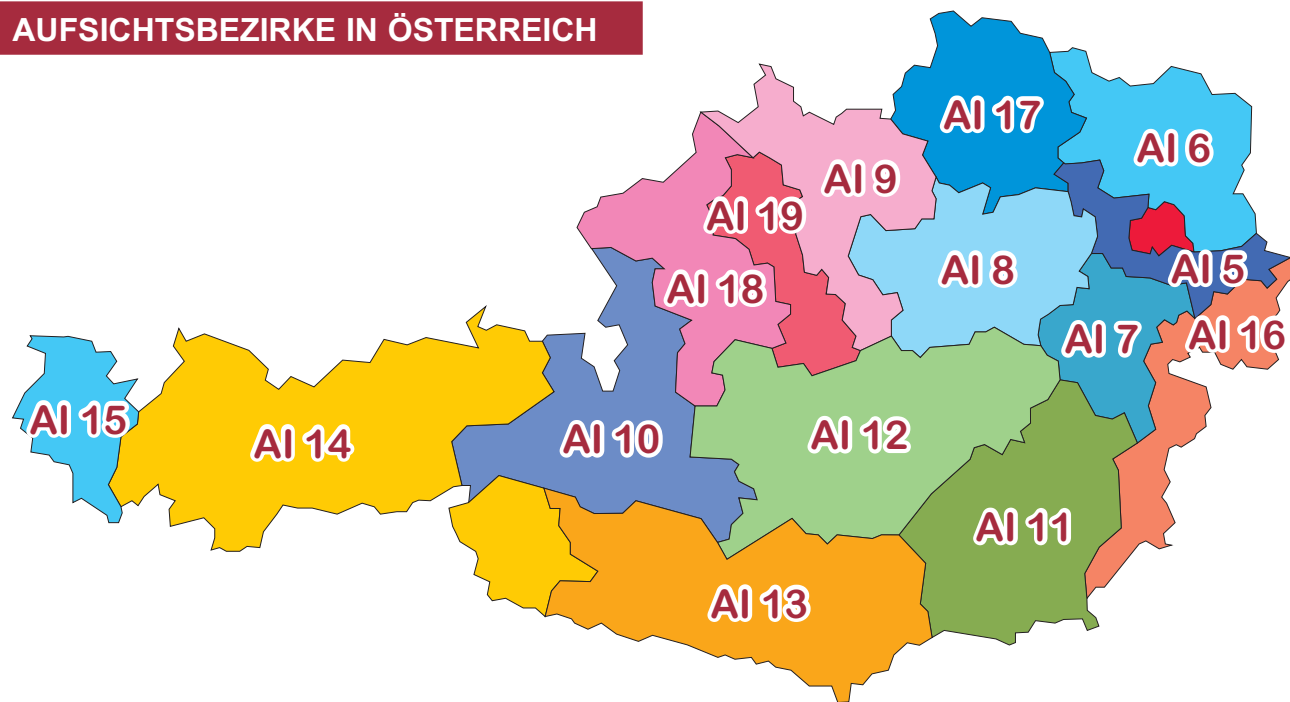 AUFSICHTSBEZIRKE IN ÖSTERREICH
AI 17
AI 6
AI 9
AI 19
AI 8
AI 5
AI 18
AI 16
AI 7
AI 15
AI 14
AI 10
AI 12
AI 11
AI 13